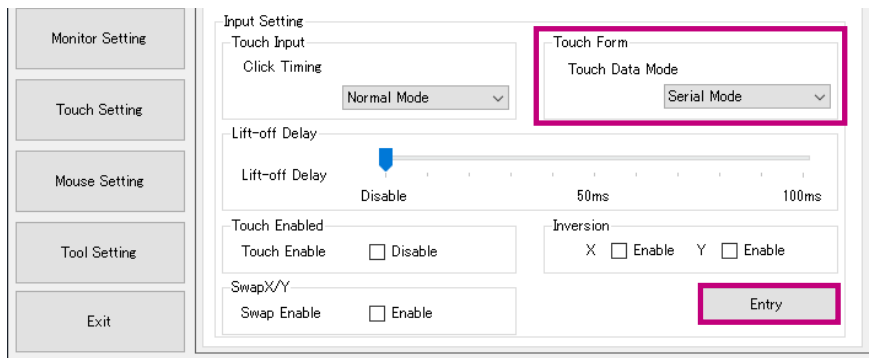 Monitor Setting
Touch Setting
Mouse Setting
Tool Setting
Exit
Input Setting
Touch Input
Click Timing
Normal Mode
Touch Form
Touch Data Mode
Serial Mode
Lift-off Delay
Lift-off Delay
Disable 50ms 100ms
Touch Enabled
Touch Enable Disable
Inversion
X Enable Y Enable
SwapX/Y
Swap Enable Enable
Entry